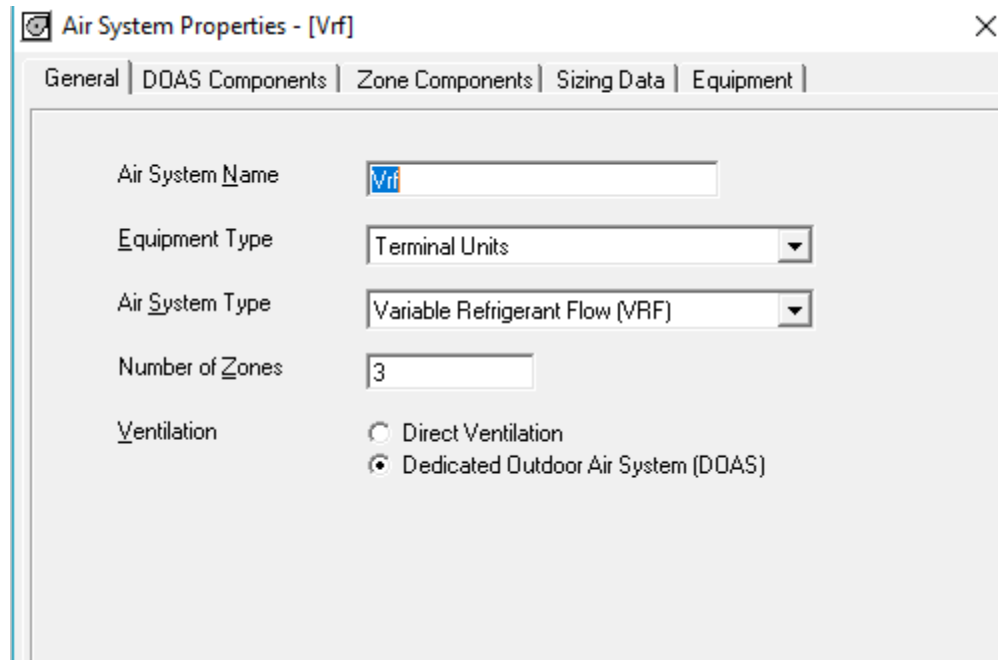 Air System Properties - [Vrf]
General DOAS Components Zone Components Sizing Data Equipment
Air System Name Vrf
Equipment Type Terminal Units
Air System Type Variable Refrigerant Flow (VRF)
Number of Zones 3
Ventilation Direct Ventilation
Dedicated Outdoor Air System (DOAS)